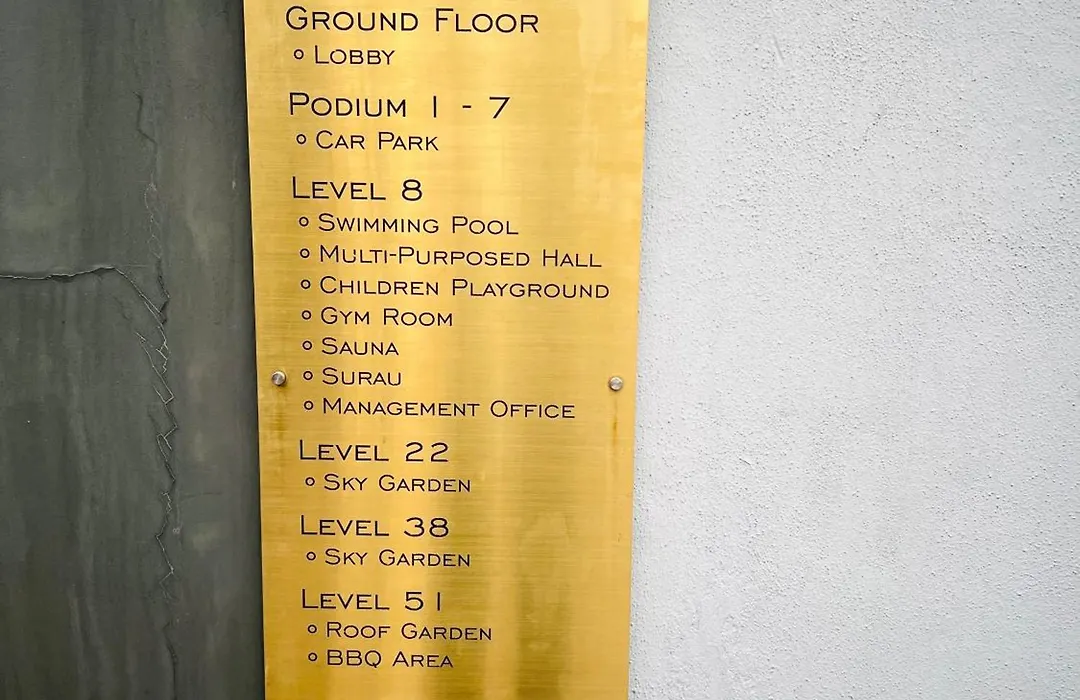 Ground Floor
○ Lobby
Podium 1 - 7
○ Car Park
Level 8
○ Swimming Pool
○ Multi-Purposed Hall
○ Children Playground
○ Gym Room
○ Sauna
○ Surau
○ Management Office
Level 22
○ Sky Garden
Level 38
○ Sky Garden
Level 51
○ Roof Garden
○ BBQ Area